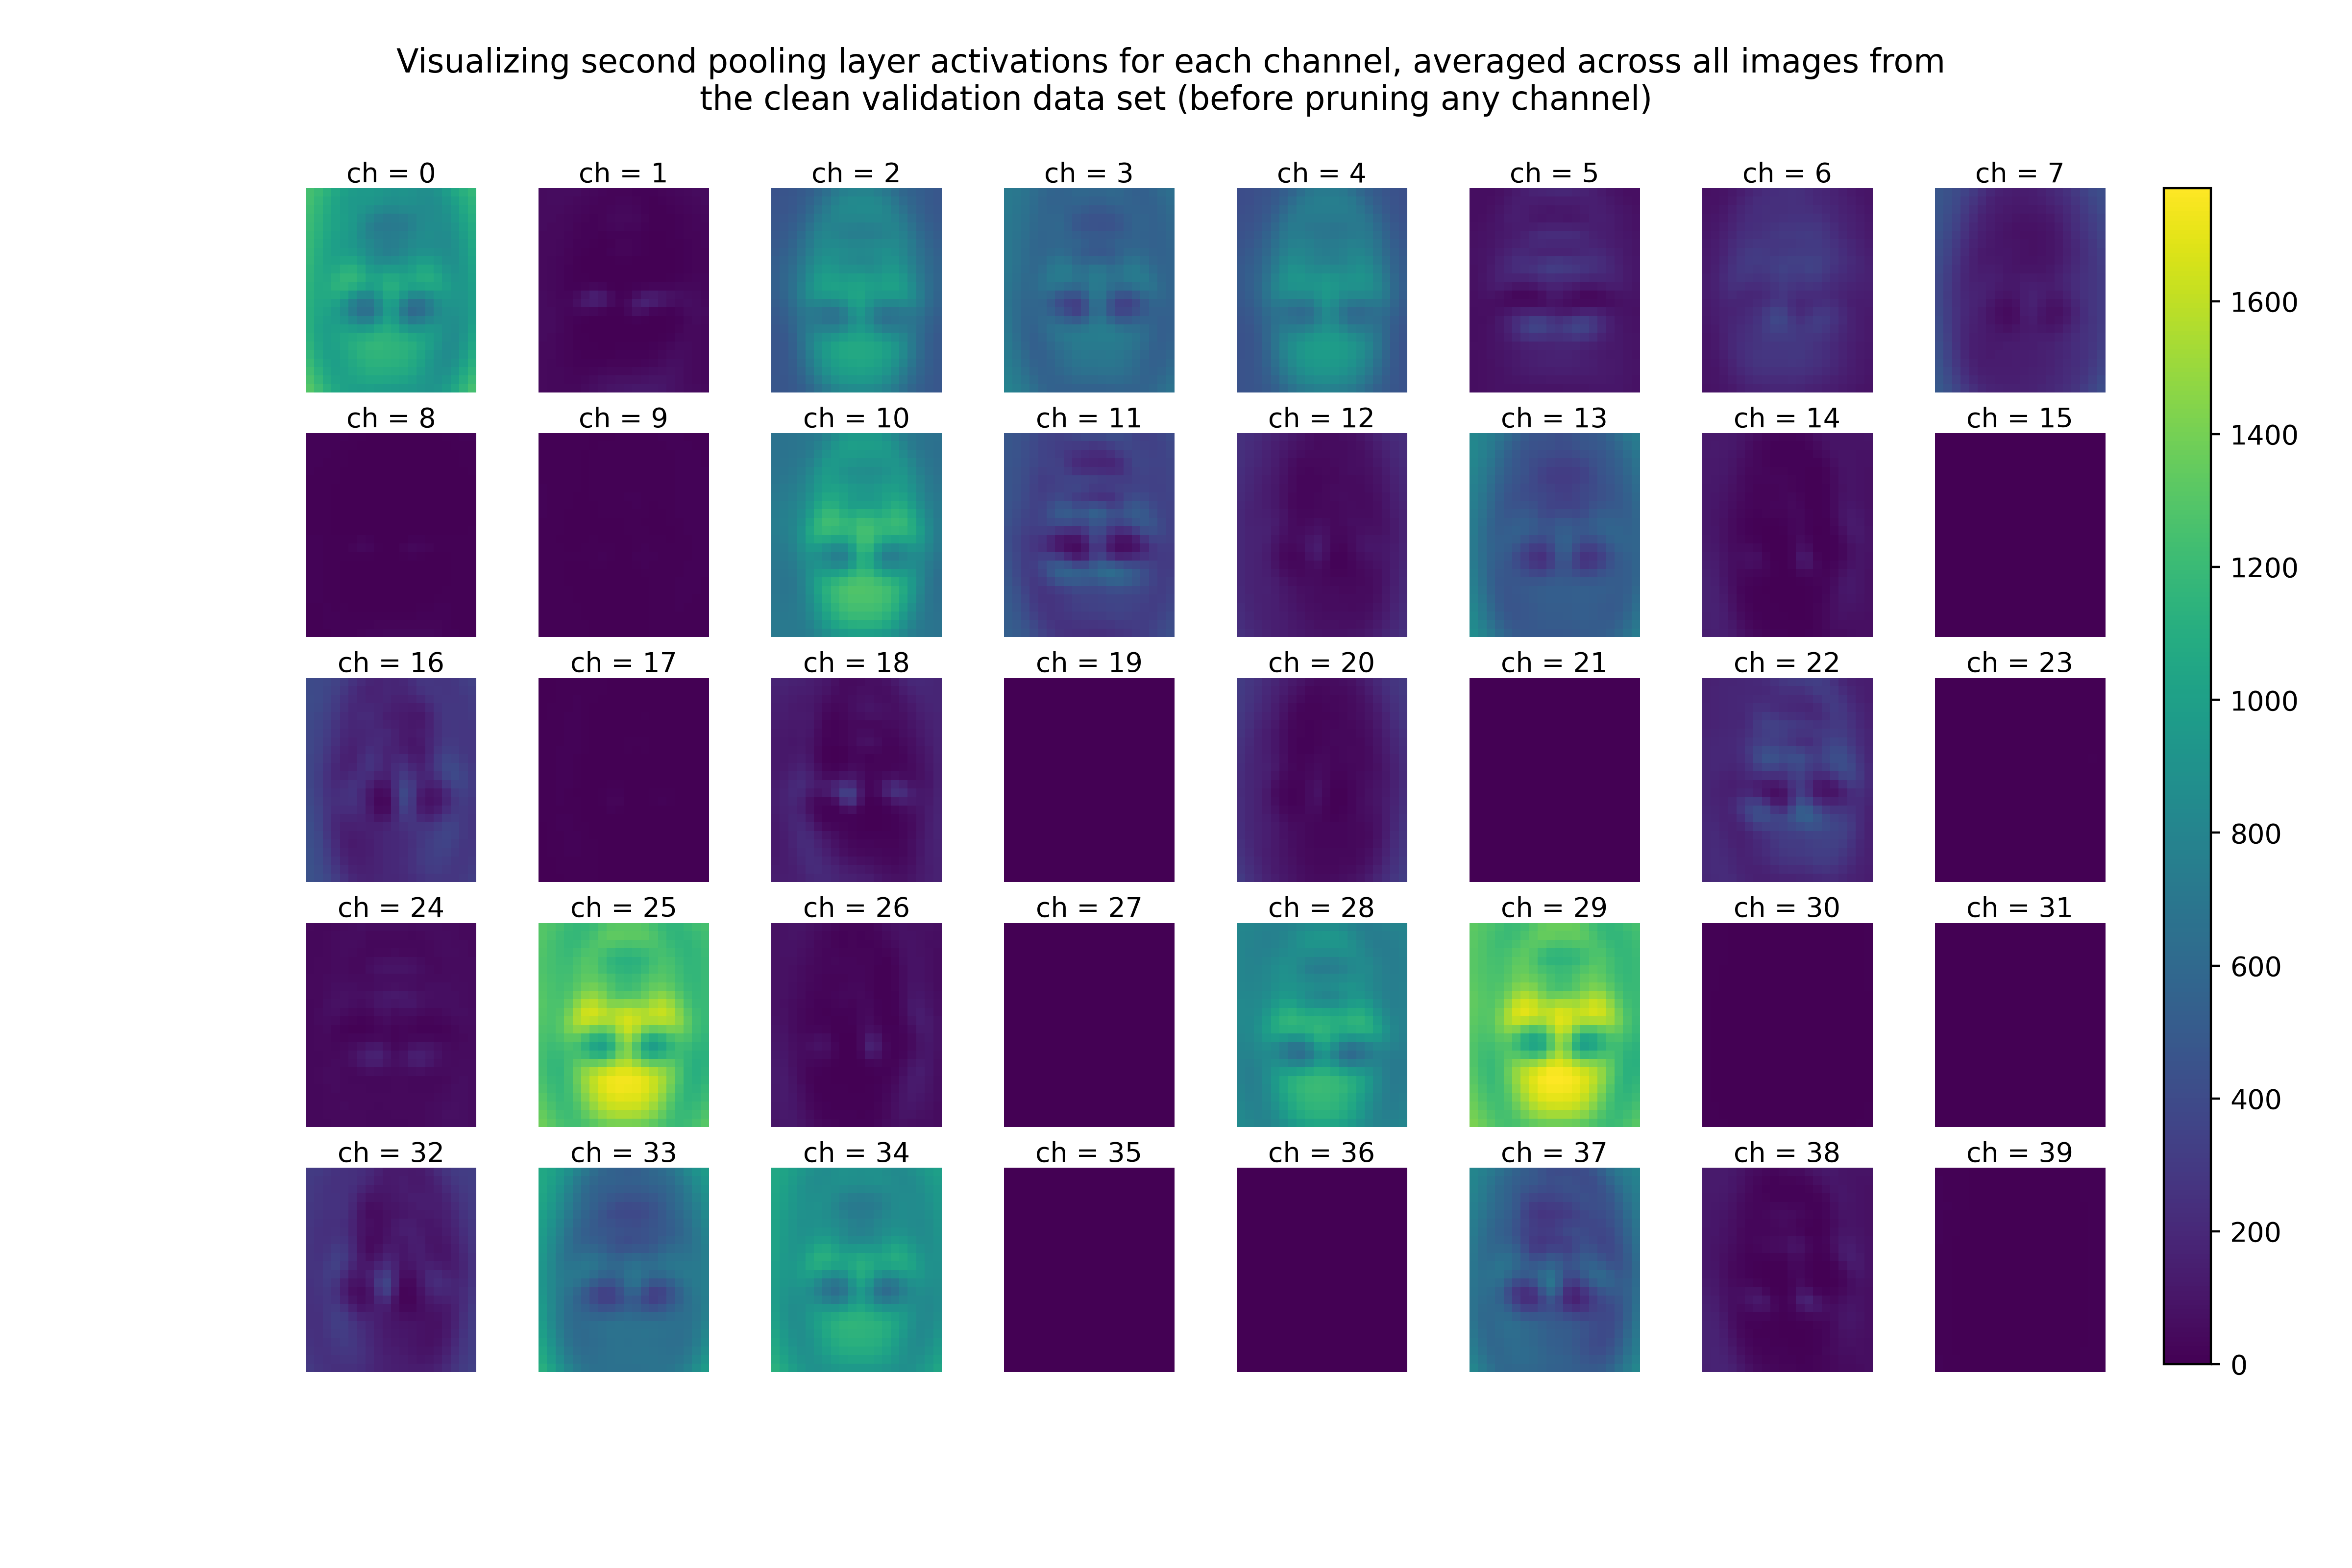 Visualizing second pooling layer activations for each channel, averaged across all images from
the clean validation data set (before pruning any channel)
ch = 0 ch = 1 ch = 2 ch = 3 ch = 4 ch = 5 ch = 6 ch = 7
ch = 8 ch = 9 ch = 10 ch = 11 ch = 12 ch = 13 ch = 14 ch = 15
ch = 16 ch = 17 ch = 18 ch = 19 ch = 20 ch = 21 ch = 22 ch = 23
ch = 24 ch = 25 ch = 26 ch = 27 ch = 28 ch = 29 ch = 30 ch = 31
ch = 32 ch = 33 ch = 34 ch = 35 ch = 36 ch = 37 ch = 38 ch = 39
1600
1400
1200
1000
800
600
400
200
0